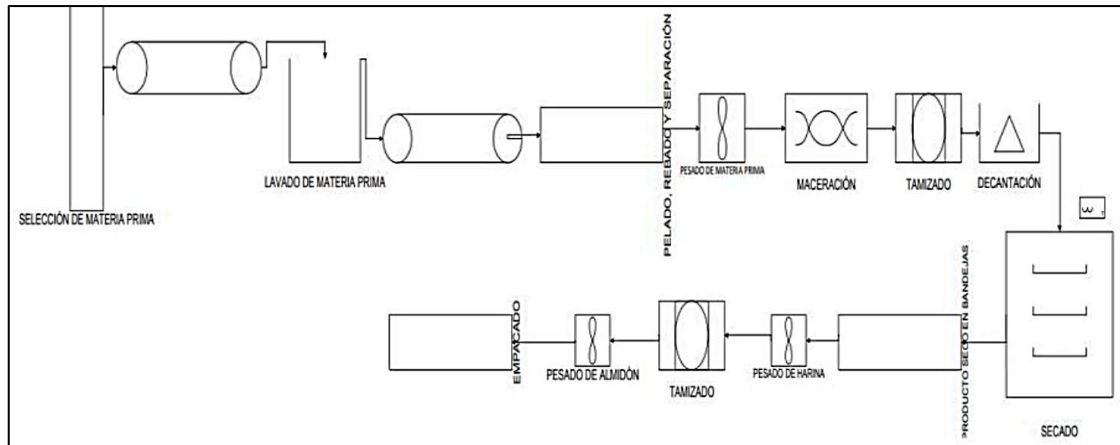 SELECCIÓN DE MATERIA PRIMA
LAVADO DE MATERIA PRIMA
PELADO, REBADO Y SEPARACIÓN
PESADO DE MATERIA PRIMA
MACERACIÓN
TAMIZADO
DECANTACIÓN
SECADO
PRODUCTO SECO EN BANDEJAS
PESADO DE HARINA
TAMIZADO
PESADO DE ALMIDÓN
EMPACADO